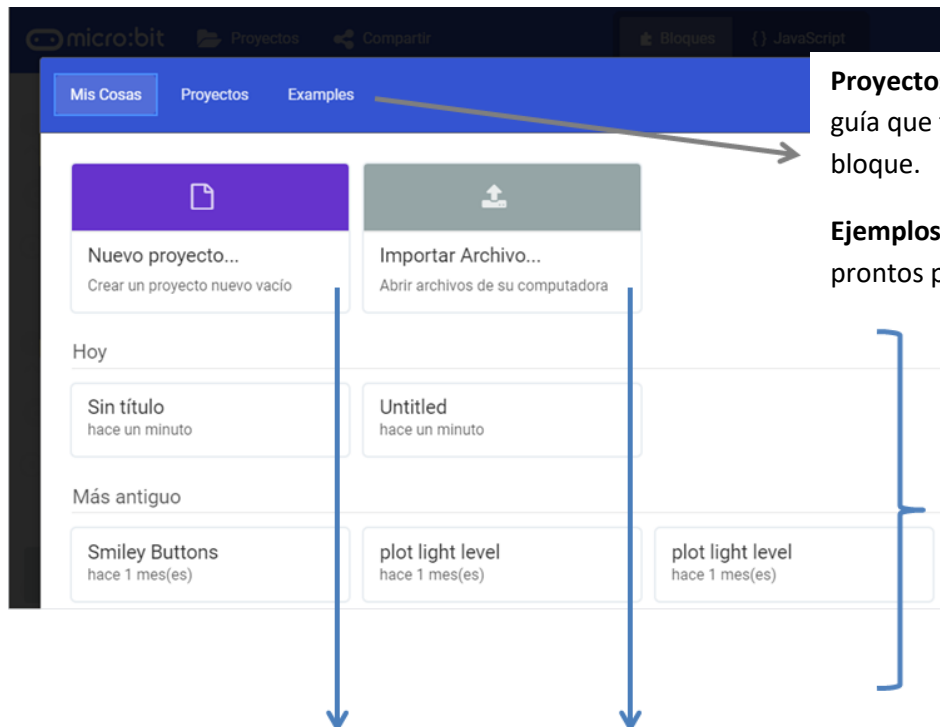 micro:bit Proyectos Compartir Bloques {} JavaScript
Mis Cosas Proyectos Examples
guía que
bloque.
Ejemplos
prontos
Nuevo proyecto...
Crear un proyecto nuevo vacío
Importar Archivo...
Abrir archivos de su computadora
Hoy
Sin título
hace un minuto
Untitled
hace un minuto
Más antiguo
Smiley Buttons
hace 1 mes(es)
plot light level
hace 1 mes(es)
plot light level
hace 1 mes(es)